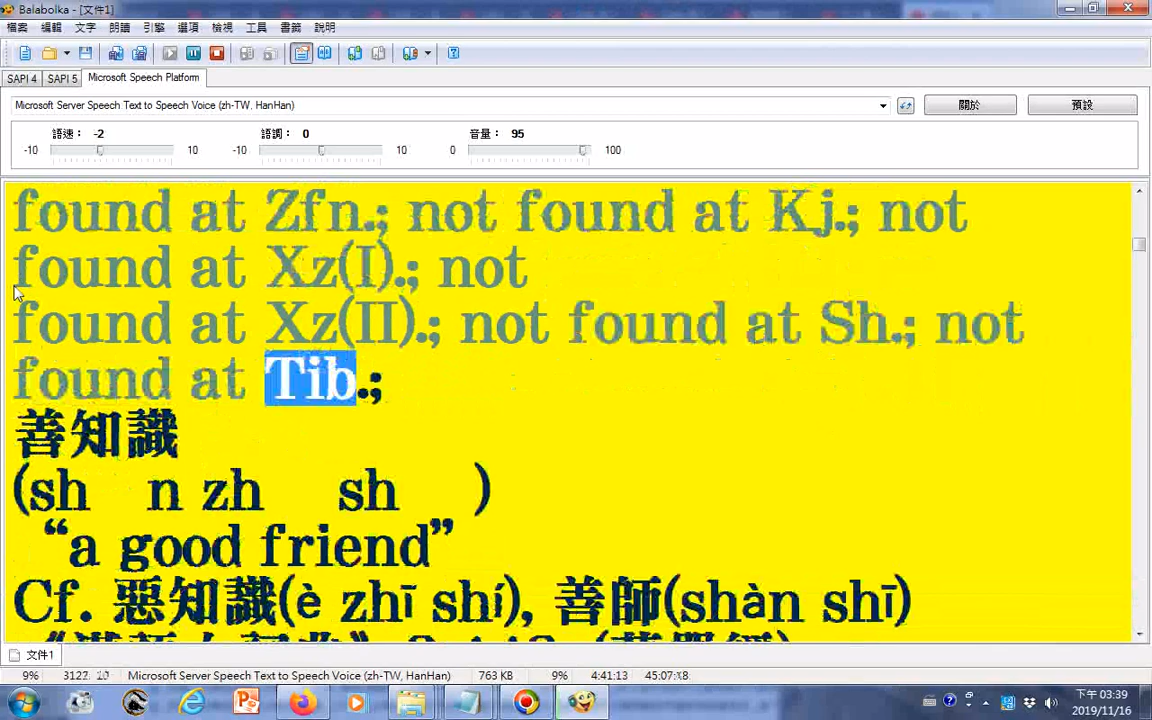 Balabolka - [文件1]
檔案 編輯 文字 朗讀 引擎 選項 檢視 工具 書籤 說明
SAPI 4 SAPI 5 Microsoft Speech Platform
Microsoft Server Speech Text to Speech Voice (zh-TW, HanHan) 關於 預設
語速： -2 語調： 0 音量： 95
-10 10 -10 10 0 100
found at Zfn.; not found at Kj.; not
found at Xz(I).; not
found at Xz(II).; not found at Sh.; not
found at Tib.;
善知識
(sh n zh sh )
“a good friend”
Cf. 惡知識(è zhī shí), 善師(shàn shī)
文件1
9% Microsoft Server Speech Text to Speech Voice (zh-TW, HanHan) 763 KB 9% 4:41:13
下午 03:39
2019/11/16